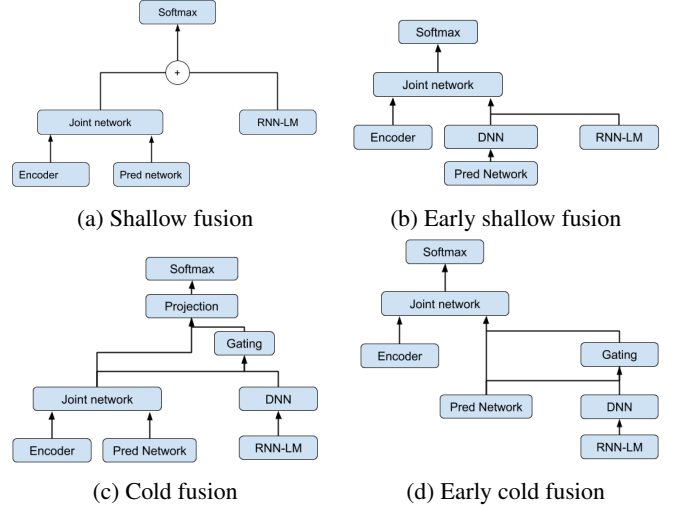 Softmax
+
Joint network
RNN-LM
Encoder
Pred network
(a) Shallow fusion
Softmax
Joint network
Encoder
DNN
RNN-LM
Pred Network
(b) Early shallow fusion
Softmax
Projection
Gating
Joint network
DNN
Encoder
Pred Network
RNN-LM
(c) Cold fusion
Softmax
Joint network
Encoder
Gating
Pred Network
DNN
RNN-LM
(d) Early cold fusion